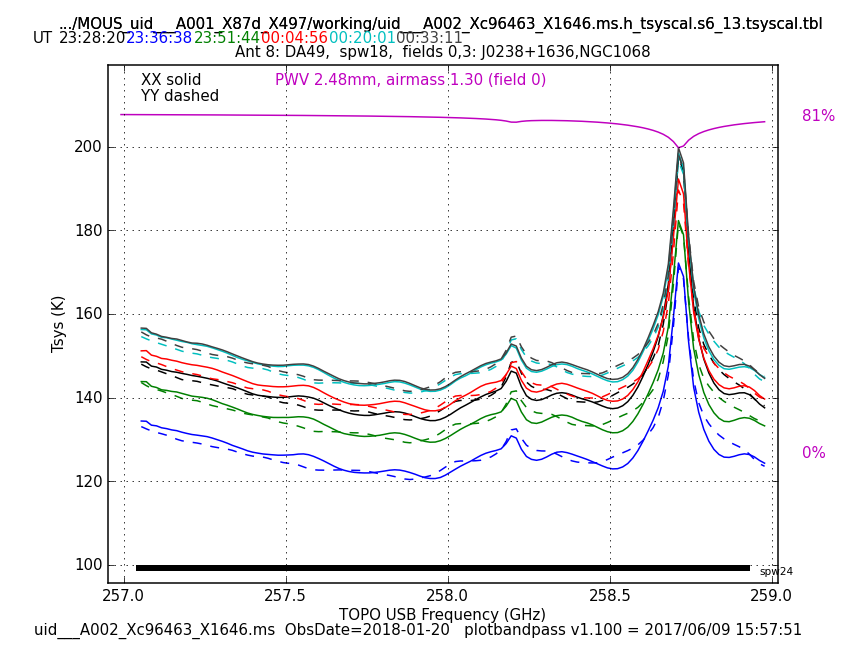 .../MOUS_uid___A001_X87d_X497/working/uid___A002_Xc96463_X1646.ms.h_tsyscal.s6_13.tsyscal.tbl
UT 23:28:20 23:36:38 23:51:44 00:04:56 00:20:01 00:33:11
Ant 8: DA49, spw18, fields 0,3: J0238+1636,NGC1068
XX solid
PWV 2.48mm, airmass 1.30 (field 0)
YY dashed
81%
200
180
Tsys (K)
160
140
120
0%
100
spw24
257.0 257.5 258.0 258.5 259.0
TOPO USB Frequency (GHz)
uid___A002_Xc96463_X1646.ms ObsDate=2018-01-20 plotbandpass v1.100 = 2017/06/09 15:57:51